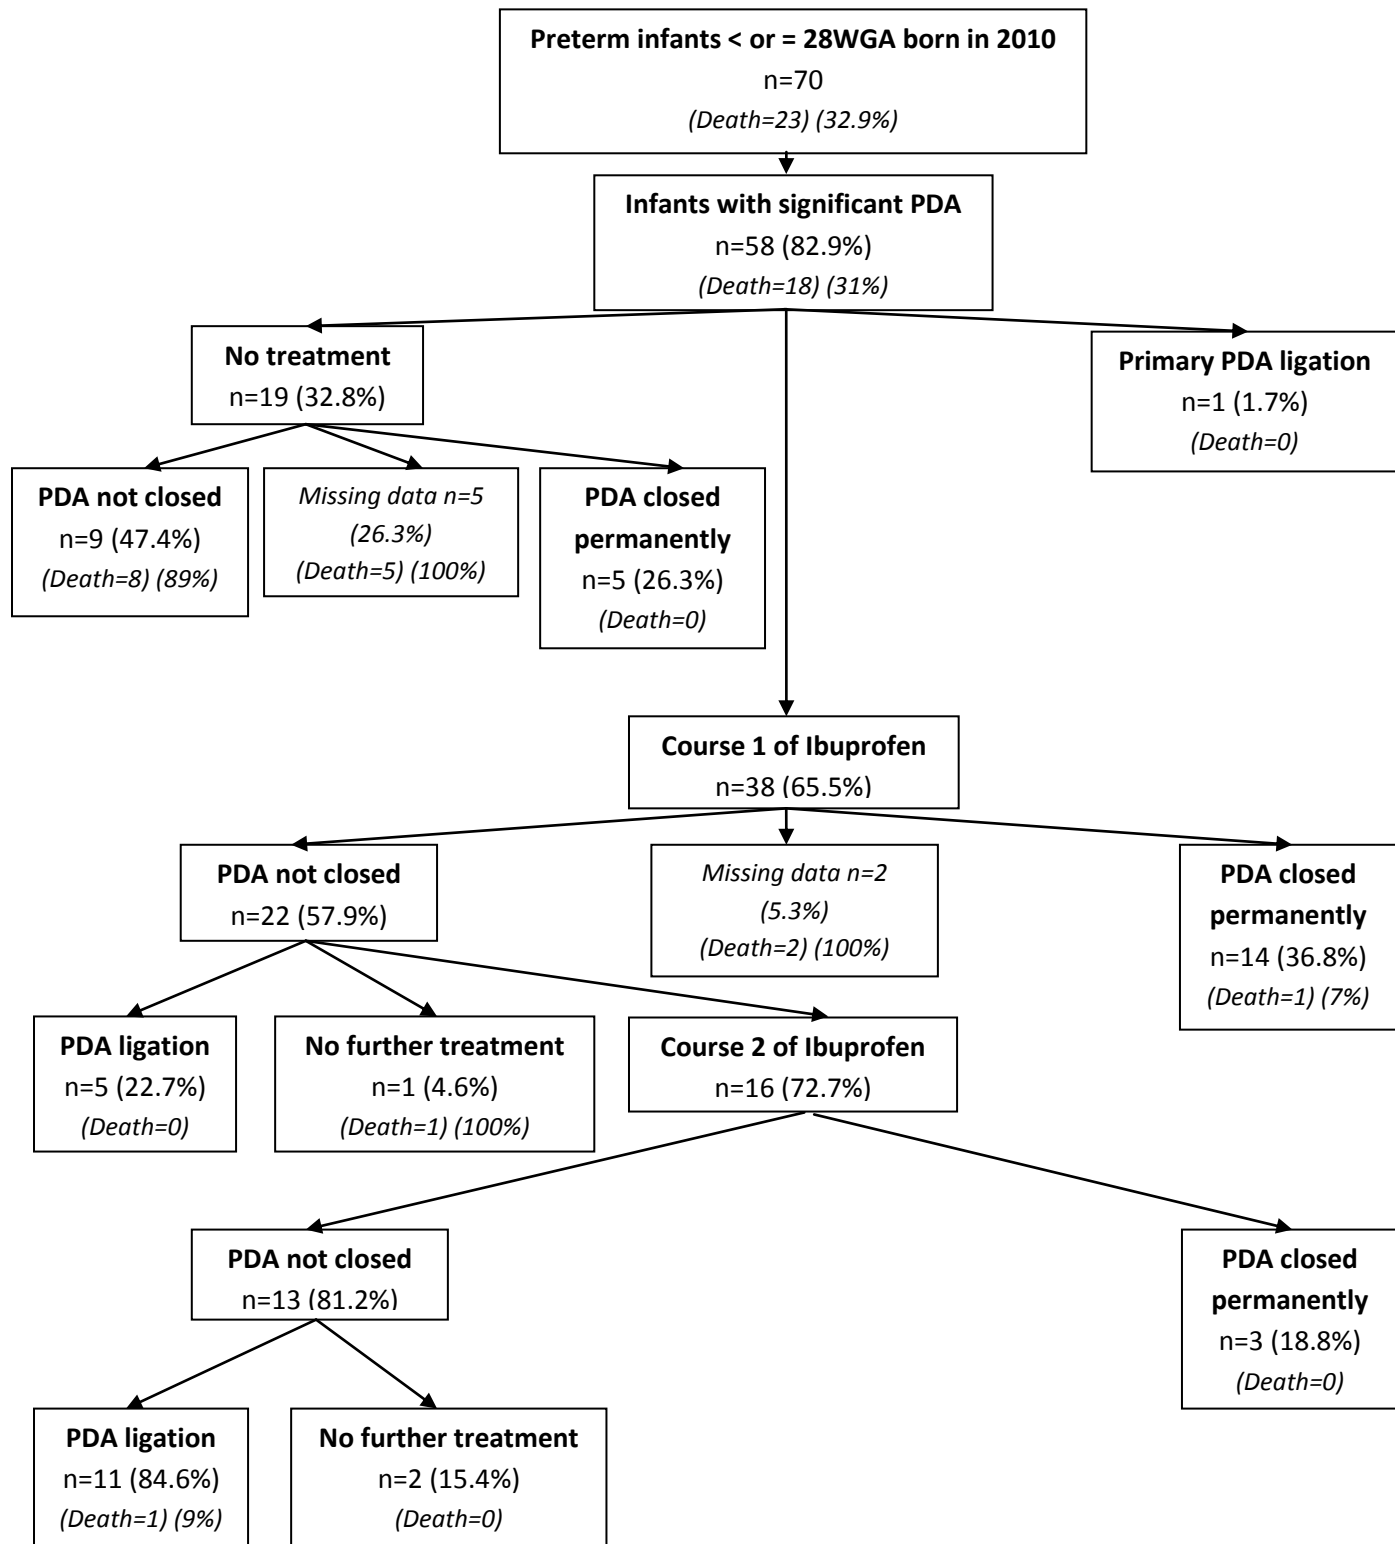 Preterm infants < or = 28WGA born in 2010
n=70
(Death=23) (32.9%)
Infants with significant PDA
n=58 (82.9%)
(Death=18) (31%)
No treatment
n=19 (32.8%)
Primary PDA ligation
n=1 (1.7%)
(Death=0)
PDA not closed
n=9 (47.4%)
(Death=8) (89%)
Missing data n=5
(26.3%)
(Death=5) (100%)
PDA closed
permanently
n=5 (26.3%)
(Death=0)
Course 1 of Ibuprofen
n=38 (65.5%)
PDA not closed
n=22 (57.9%)
Missing data n=2
(5.3%)
(Death=2) (100%)
PDA closed
permanently
n=14 (36.8%)
(Death=1) (7%)
PDA ligation
n=5 (22.7%)
(Death=0)
No further treatment
n=1 (4.6%)
(Death=1) (100%)
Course 2 of Ibuprofen
n=16 (72.7%)
PDA not closed
n=13 (81.2%)
PDA closed
permanently
n=3 (18.8%)
(Death=0)
PDA ligation
n=11 (84.6%)
(Death=1) (9%)
No further treatment
n=2 (15.4%)
(Death=0)